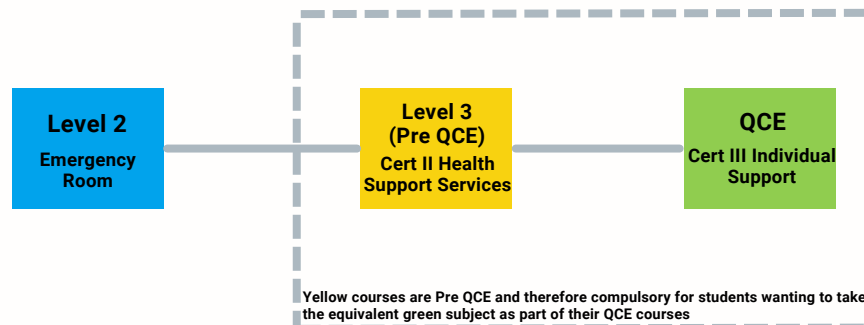 Level 2
Emergency
Room
Level 3
(Pre QCE)
Cert II Health
Support Services
QCE
Cert III Individual
Support
Yellow courses are Pre QCE and therefore compulsory for students wanting to take
the equivalent green subject as part of their QCE courses